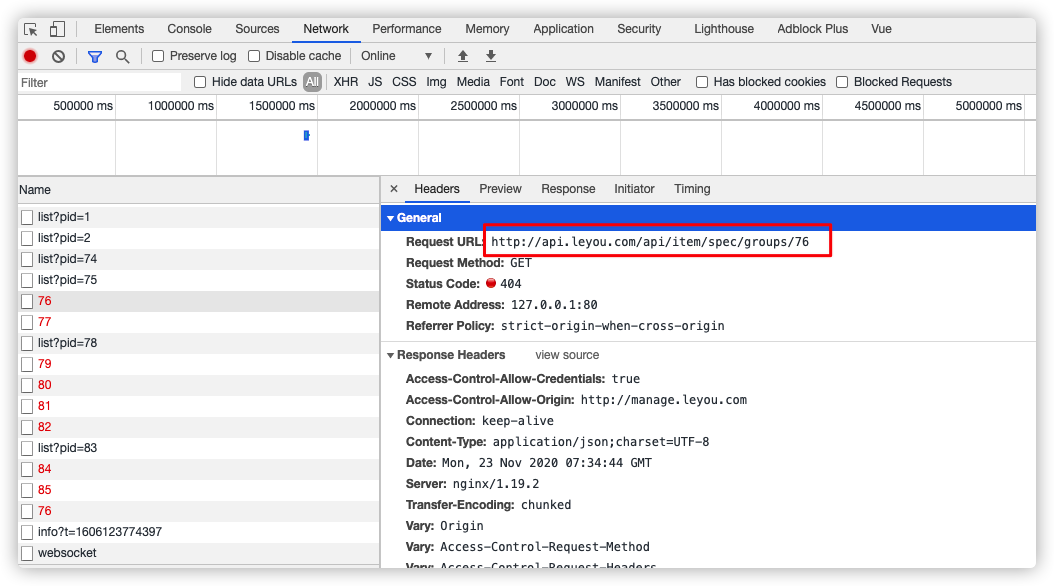 Elements Console Sources Network Performance Memory Application Security Lighthouse Adblock Plus Vue
Preserve log Disable cache Online
Filter Hide data URLs All XHR JS CSS Img Media Font Doc WS Manifest Other Has blocked cookies Blocked Requests
500000 ms 1000000 ms 1500000 ms 2000000 ms 2500000 ms 3000000 ms 3500000 ms 4000000 ms 4500000 ms 5000000 ms
Name
list?pid=1
list?pid=2
list?pid=74
list?pid=75
76
77
list?pid=78
79
80
81
82
list?pid=83
84
85
76
info?t=1606123774397
websocket
× Headers Preview Response Initiator Timing
General
Request URL: http://api.leyou.com/api/item/spec/groups/76
Request Method: GET
Status Code: 404
Remote Address: 127.0.0.1:80
Referrer Policy: strict-origin-when-cross-origin
Response Headers view source
Access-Control-Allow-Credentials: true
Access-Control-Allow-Origin: http://manage.leyou.com
Connection: keep-alive
Content-Type: application/json;charset=UTF-8
Date: Mon, 23 Nov 2020 07:34:44 GMT
Server: nginx/1.19.2
Transfer-Encoding: chunked
Vary: Origin
Vary: Access-Control-Request-Method
Vary: Access-Control-Request-Headers